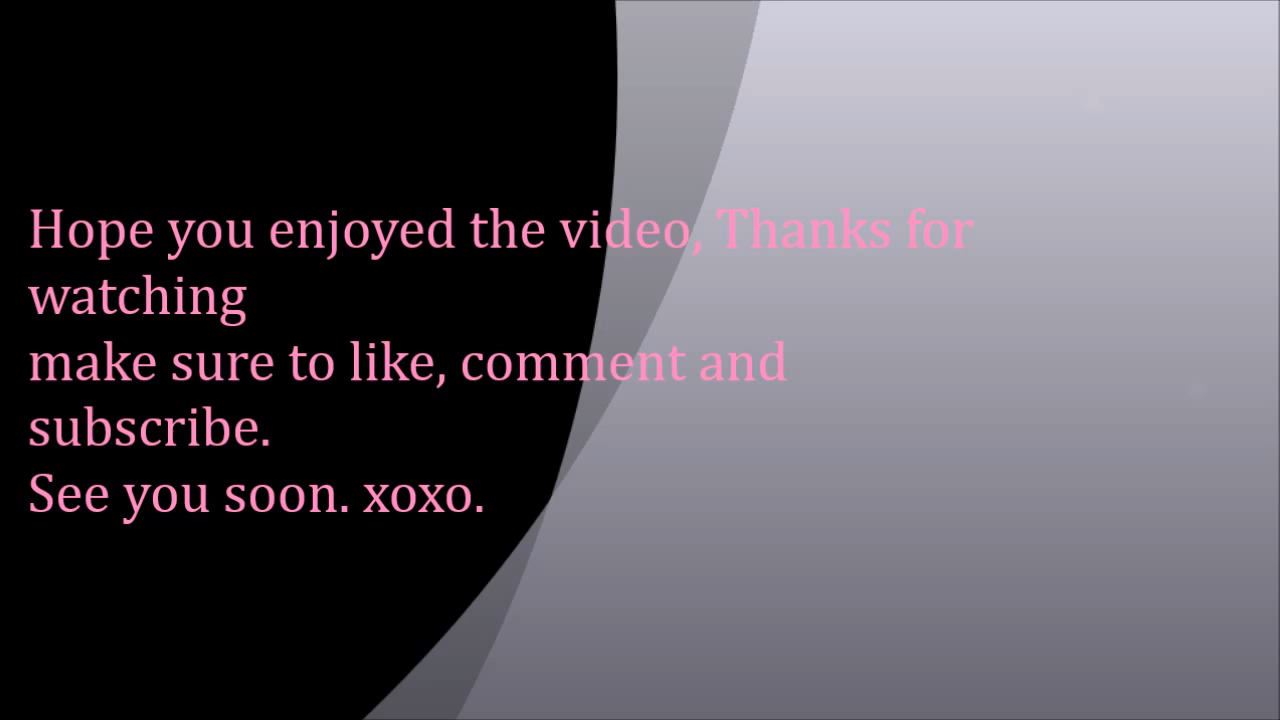 Hope you enjoyed the video, Thanks for
watching
make sure to like, comment and
subscribe.
See you soon. xoxo.